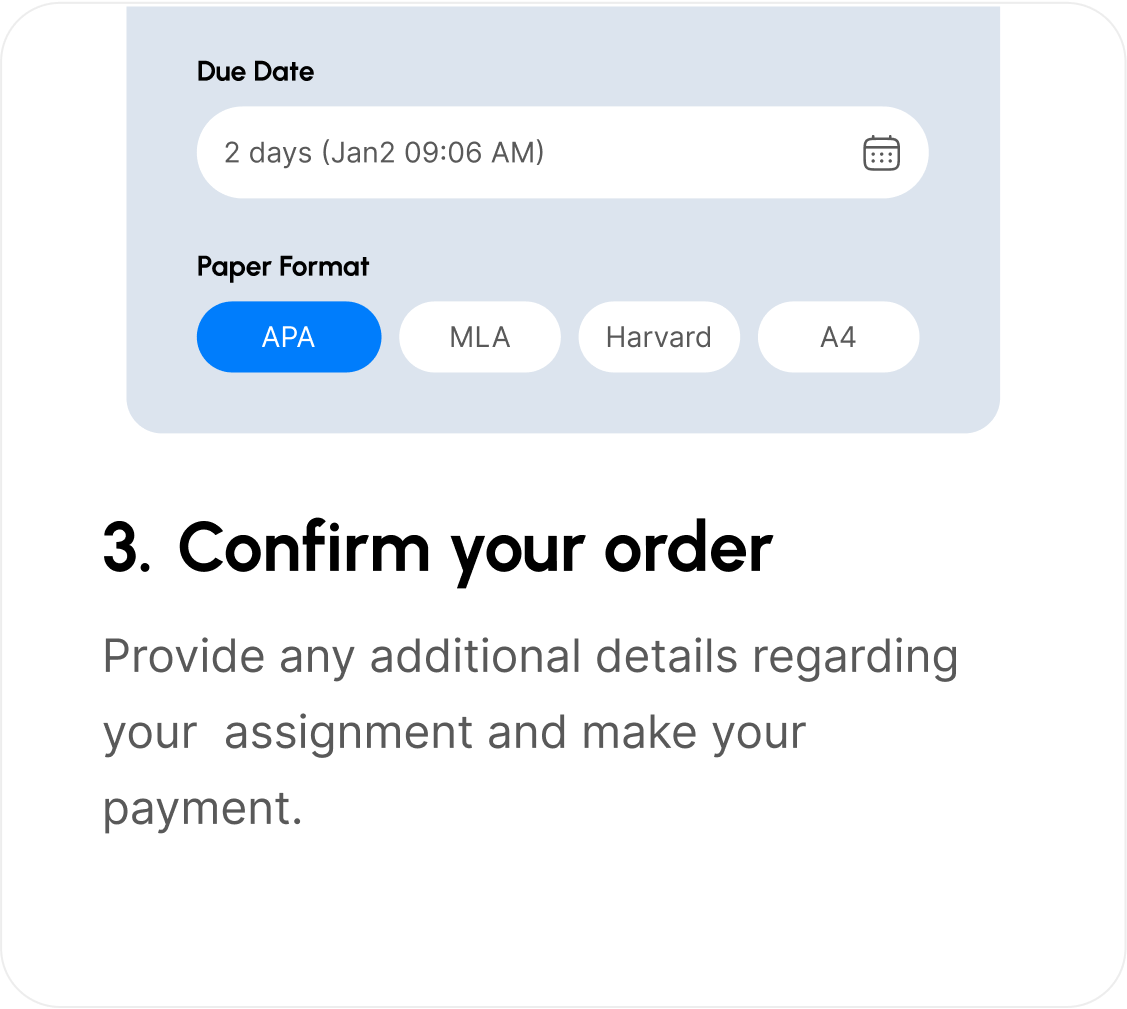 Due Date
2 days (Jan2 09:06 AM)
Paper Format
APA MLA Harvard A4
3. Confirm your order
Provide any additional details regarding
your  assignment and make your
payment.